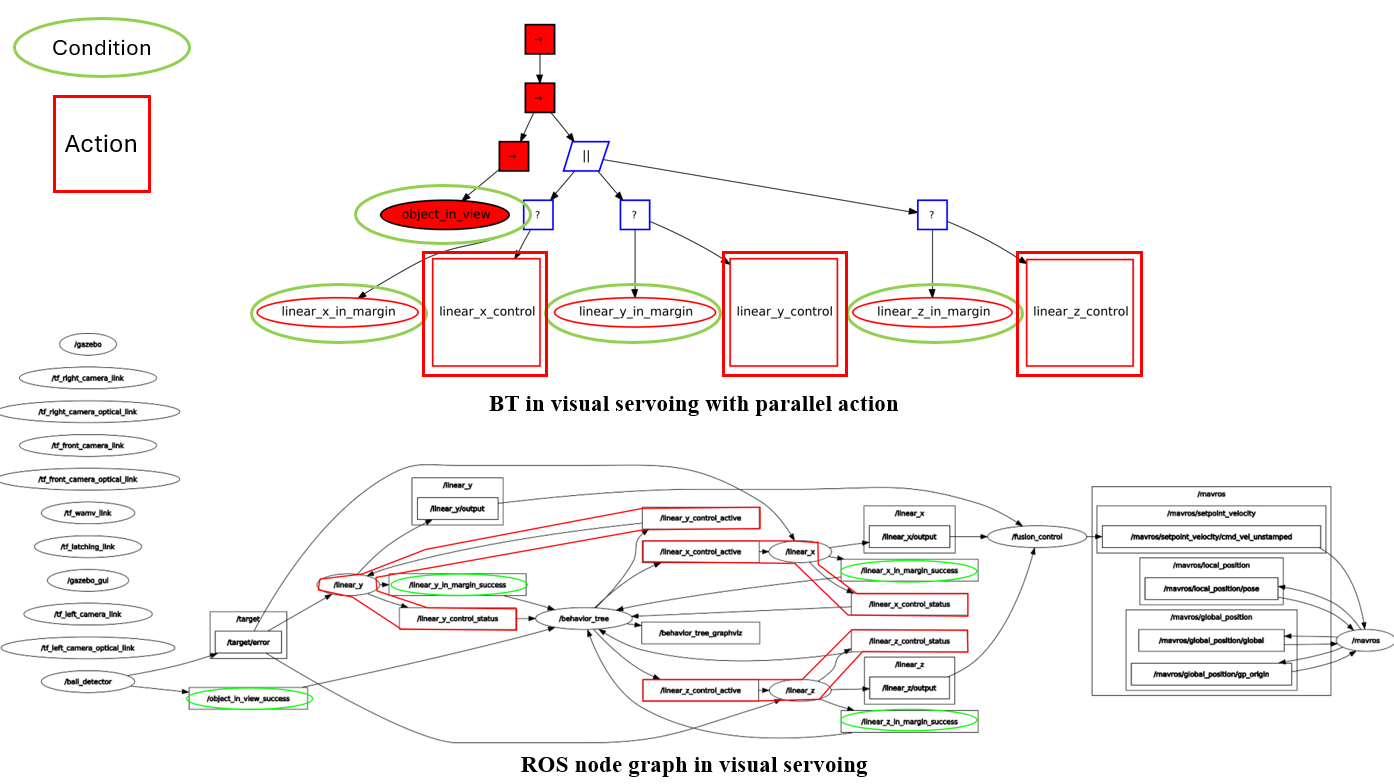 Condition
Action
→
→
→
||
object_in_view
?
?
?
linear_x_in_margin
linear_x_control
linear_y_in_margin
linear_y_control
linear_z_in_margin
linear_z_control
BT in visual servoing with parallel action
/gazebo
/tf_right_camera_link
/tf_right_camera_optical_link
/tf_front_camera_link
/tf_front_camera_optical_link
/tf_wamv_link
/tf_latching_link
/gazebo_gui
/tf_left_camera_link
/tf_left_camera_optical_link
/ball_detector
/target
/target/error
/object_in_view_success
/linear_y
/linear_y/output
/linear_y
/linear_y_in_margin_success
/linear_y_control_status
/linear_y_control_active
/linear_x_control_active
/behavior_tree
/behavior_tree_graphviz
/linear_z_control_active
/linear_x
/linear_z
/linear_x
/linear_x/output
/linear_x_in_margin_success
/linear_x_control_status
/linear_z_control_status
/linear_z
/linear_z/output
/linear_z_in_margin_success
/fusion_control
/mavros
/mavros/setpoint_velocity
/mavros/setpoint_velocity/cmd_vel_unstamped
/mavros/local_position
/mavros/local_position/pose
/mavros/global_position
/mavros/global_position/global
/mavros/global_position/gp_origin
/mavros
ROS node graph in visual servoing